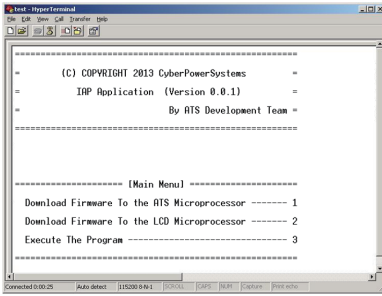 test - HyperTerminal
File Edit View Call Transfer Help
==================================================
= (C) COPYRIGHT 2013 CyberPowerSystems =
= IAP Application (Version 0.0.1) =
= By ATS Development Team =
==================================================
==================== [Main Menu] ====================
Download Firmware To the ATS Microprocessor ------- 1
Download Firmware To the LCD Microprocessor ------- 2
Execute The Program ------------------------------ 3
==================================================
Connected 0:00:25 Auto detect 115200 8-N-1 SCROLL CAPS NUM Capture Print echo